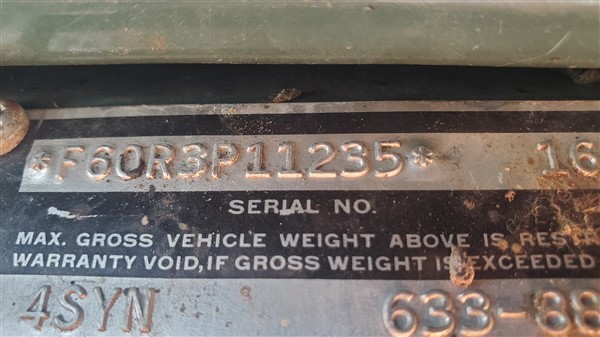 *F60R3P11235* 16
SERIAL NO.
MAX. GROSS VEHICLE WEIGHT ABOVE IS RESTR
WARRANTY VOID, IF GROSS WEIGHT IS EXCEEDED
4SYN 633-88